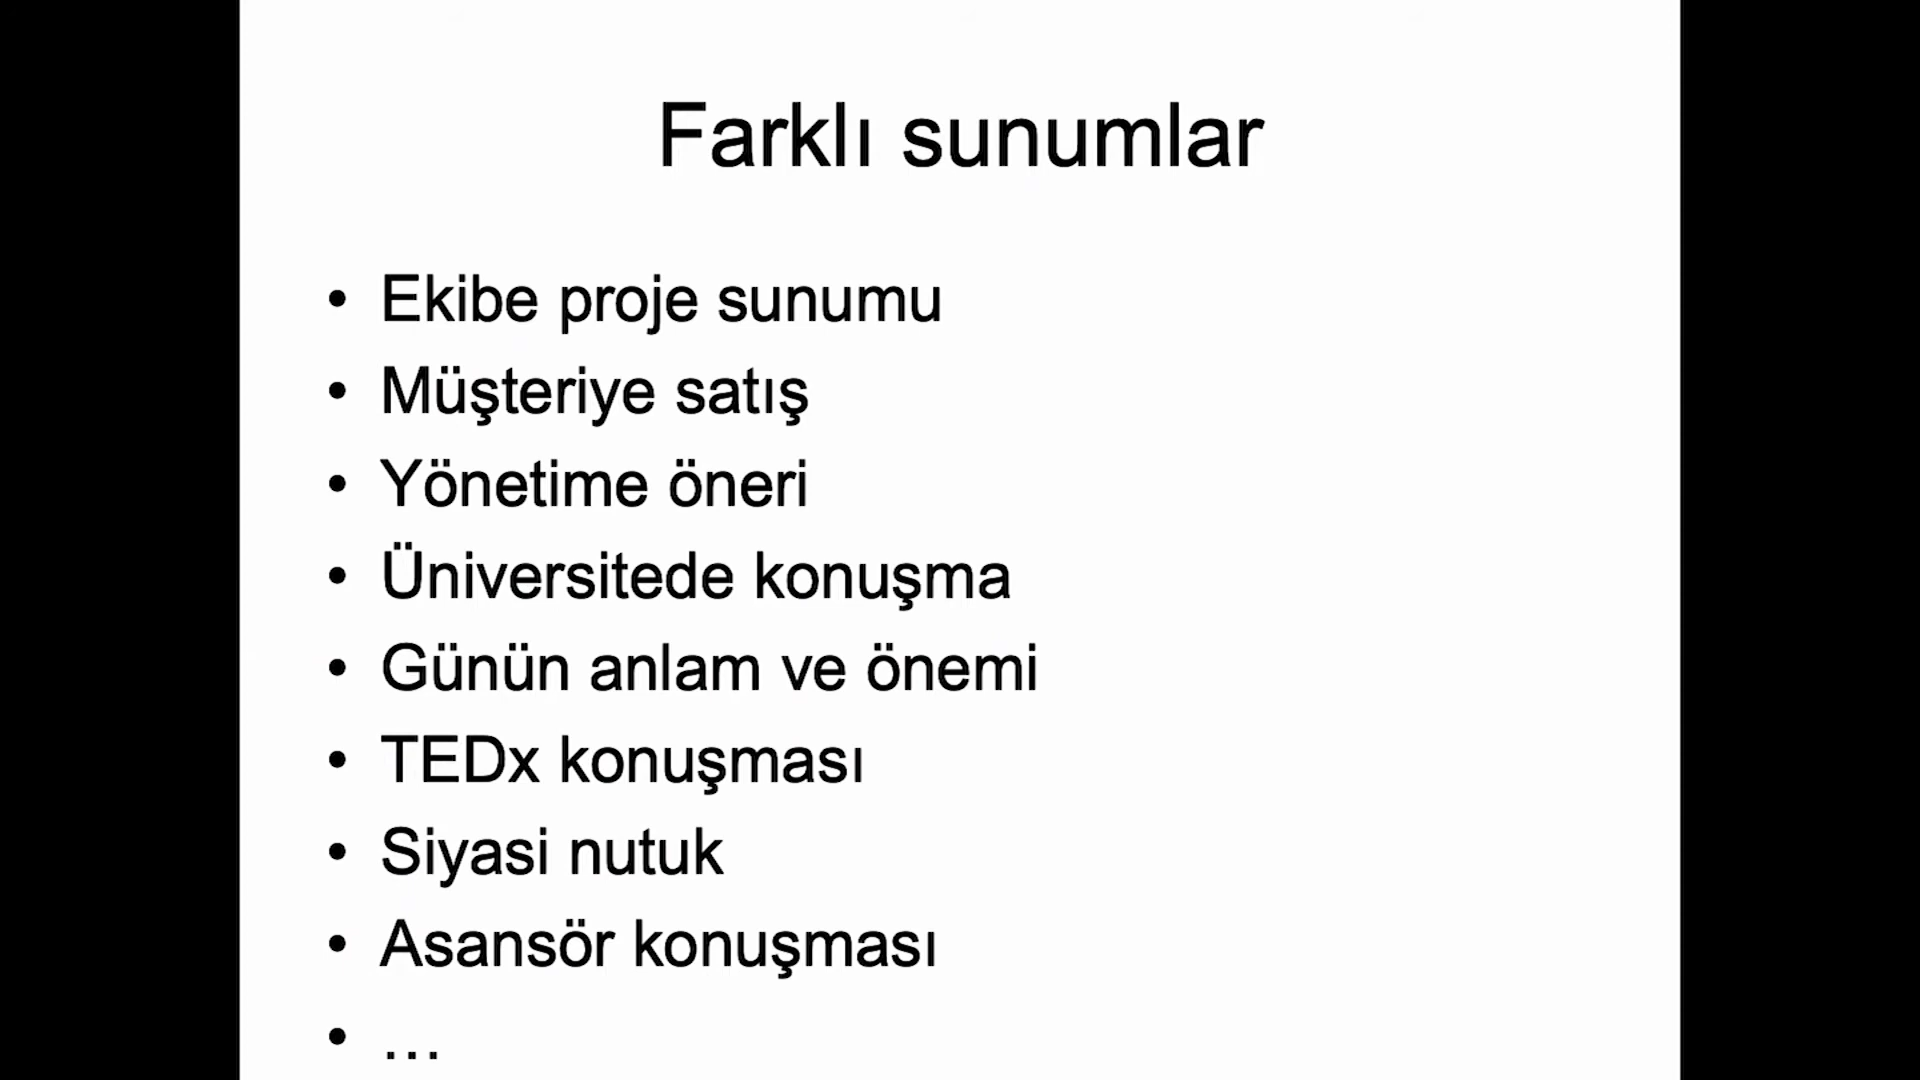 Farklı sunumlar
• Ekibe proje sunumu
• Müşteriye satış
• Yönetime öneri
• Üniversitede konuşma
• Günün anlam ve önemi
• TEDx konuşması
• Siyasi nutuk
• Asansör konuşması
• …